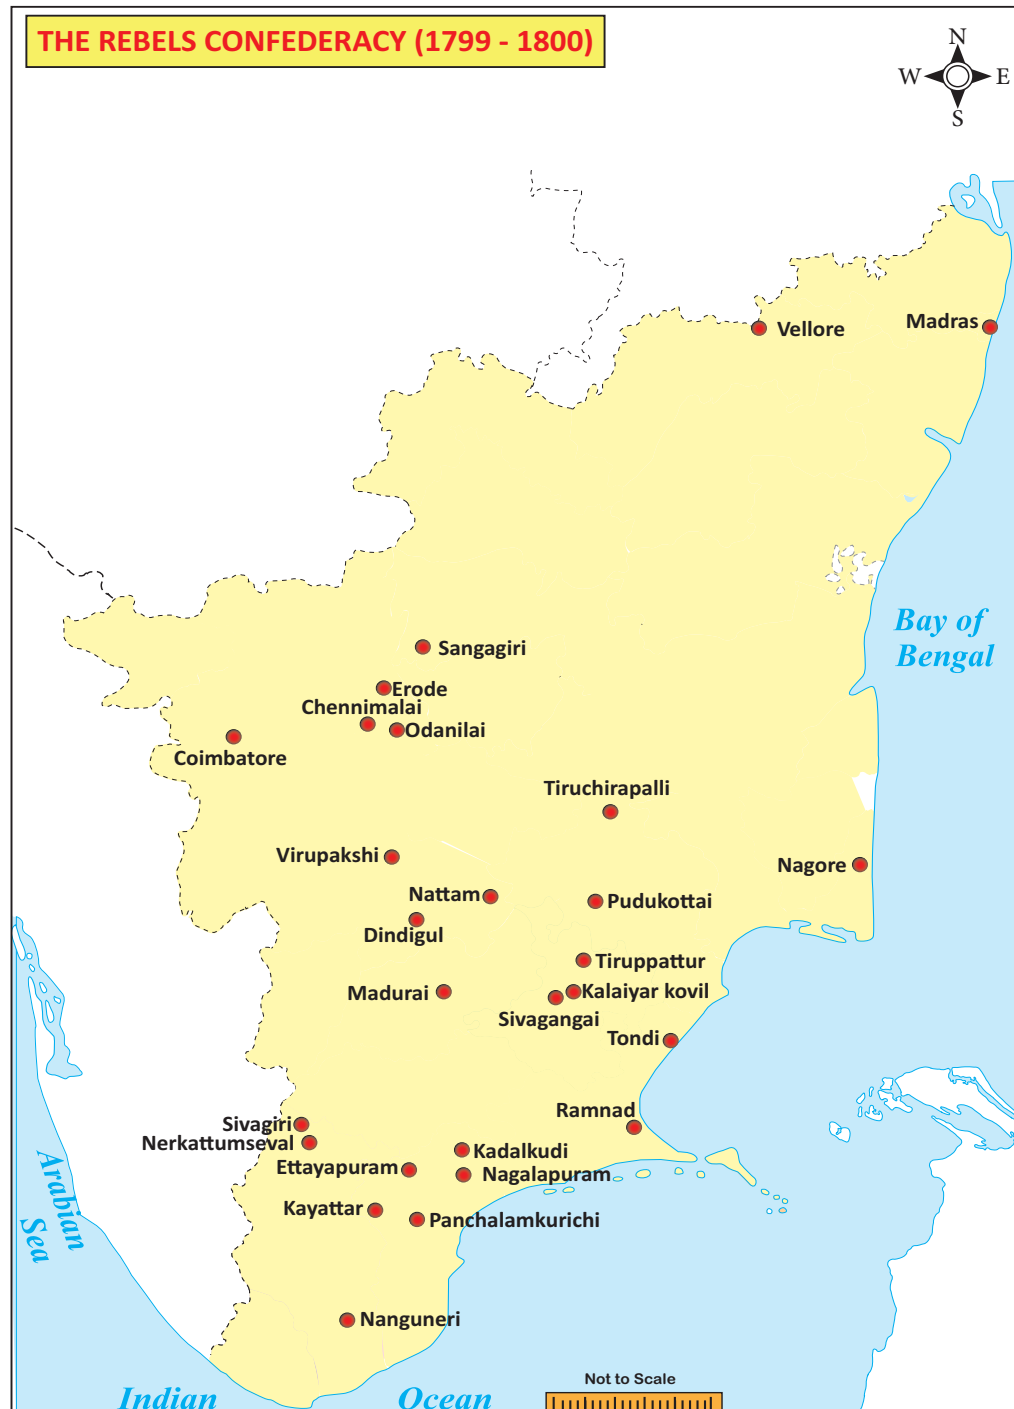 THE REBELS CONFEDERACY (1799 - 1800)
N
W E
S
Vellore
Madras
Bay of
Bengal
Sangagiri
Erode
Chennimalai
Odanilai
Coimbatore
Tiruchirapalli
Virupakshi
Nagore
Nattam
Pudukottai
Dindigul
Tiruppattur
Madurai
Kalaiyar kovil
Sivagangai
Tondi
Ramnad
Sivagiri
Nerkattumseval
Kadalkudi
Ettayapuram
Nagalapuram
Kayattar
Panchalamkurichi
Arabian
Sea
Nanguneri
Not to Scale
Indian Ocean